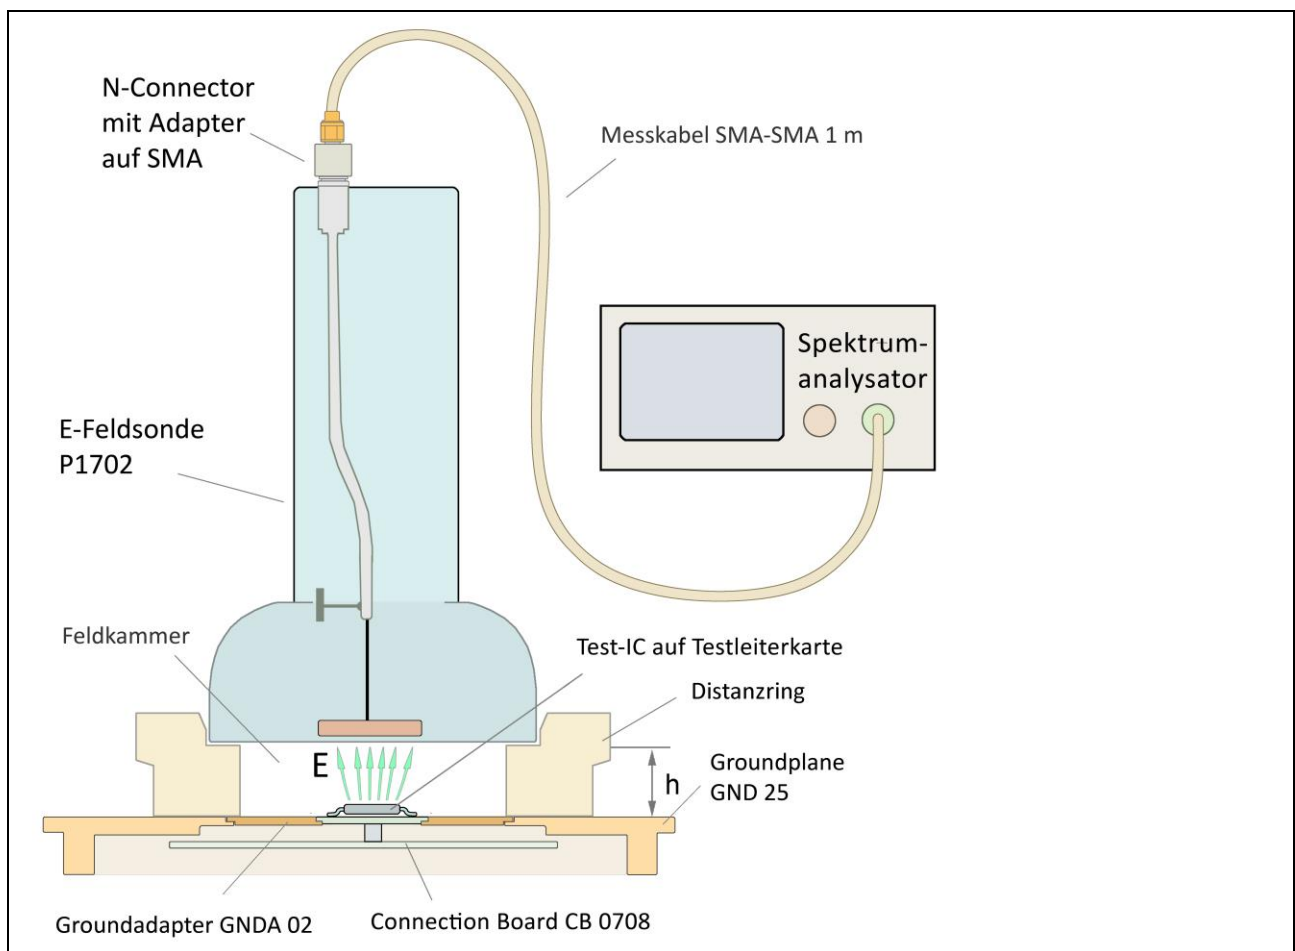 N-Connector
mit Adapter
auf SMA
Messkabel SMA-SMA 1 m
Spektrum-
analysator
E-Feldsonde
P1702
Feldkammer
Test-IC auf Testleiterkarte
Distanzring
E
h
Groundplane
GND 25
Groundadapter GNDA 02
Connection Board CB 0708